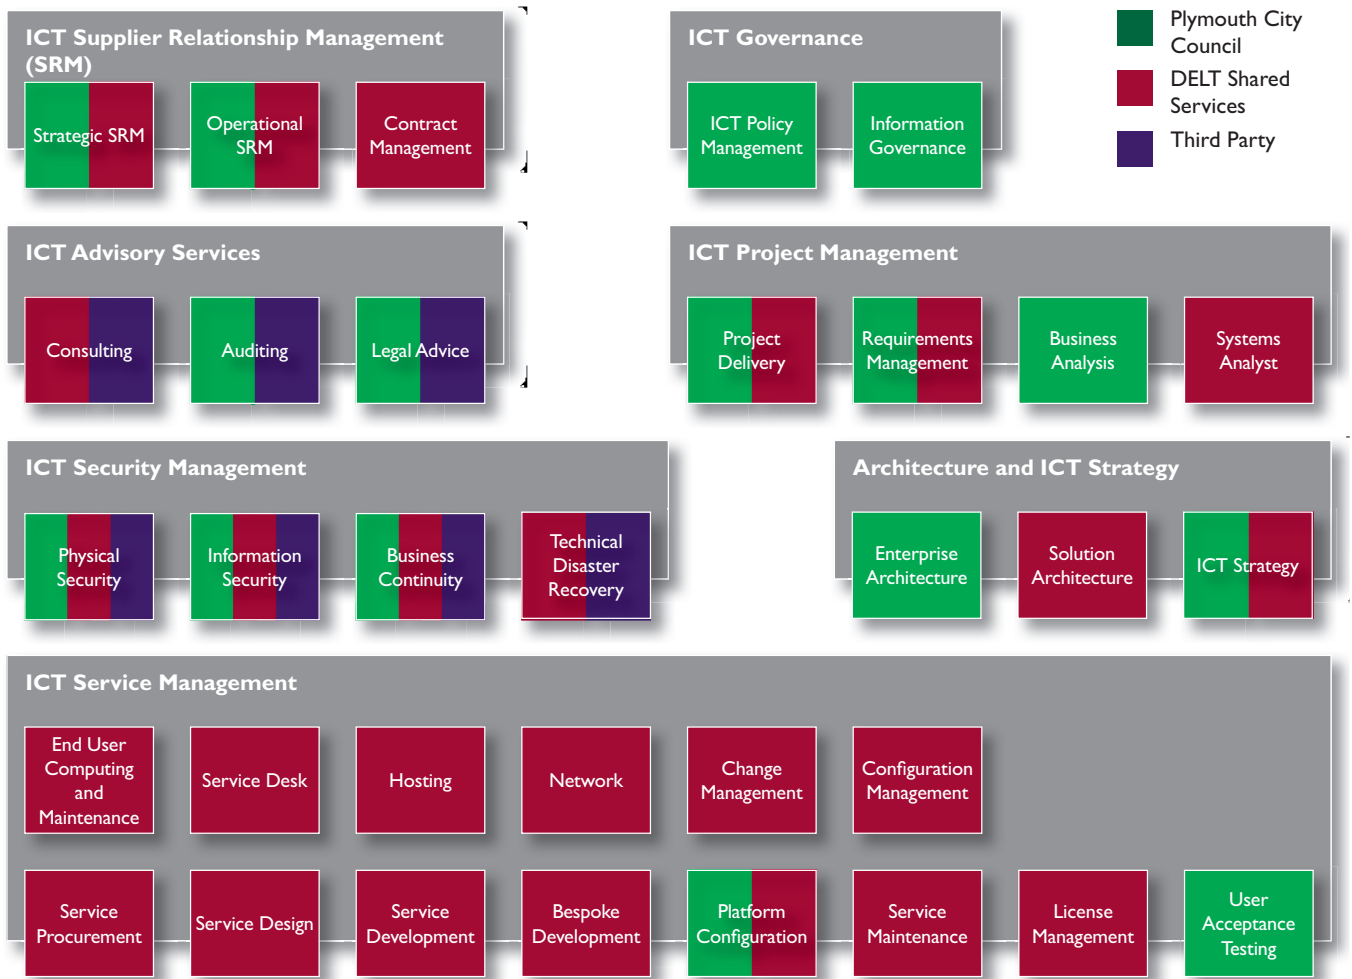 ICT Supplier Relationship Management
(SRM)
Strategic SRM
Operational
SRM
Contract
Management
ICT Governance
ICT Policy
Management
Information
Governance
Plymouth City
Council
DELT Shared
Services
Third Party
ICT Advisory Services
Consulting
Auditing
Legal Advice
ICT Project Management
Project
Delivery
Requirements
Management
Business
Analysis
Systems
Analyst
ICT Security Management
Physical
Security
Information
Security
Business
Continuity
Technical
Disaster
Recovery
Architecture and ICT Strategy
Enterprise
Architecture
Solution
Architecture
ICT Strategy
ICT Service Management
End User
Computing
and
Maintenance
Service Desk
Hosting
Network
Change
Management
Configuration
Management
Service
Procurement
Service Design
Service
Development
Bespoke
Development
Platform
Configuration
Service
Maintenance
License
Management
User
Acceptance
Testing